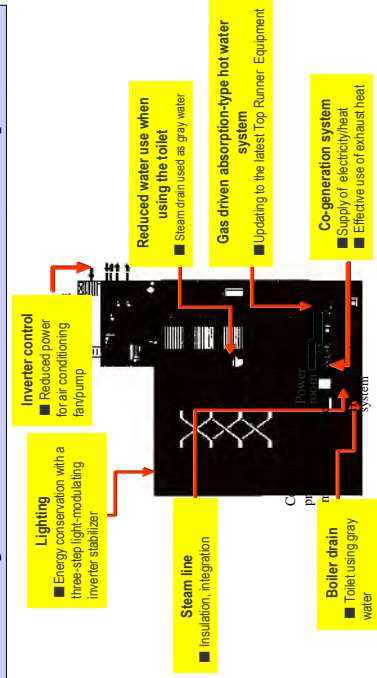 Lighting
■ Energy conservation with a
three-step light-modulating
inverter stabilizer
Inverter control
■ Reduced power
for air conditioning
fan/pump
Reduced water use when
using the toilet
■ Steam drain used as gray water
Gas driven absorption-type hot water
system
■ Updating to the latest Top Runner Equipment
Co-generation system
■ Supply of electricity/heat
■ Effective use of exhaust heat
Steam line
■ Insulation, integration
Boiler drain
■ Toilet using gray
water
Power
room
system